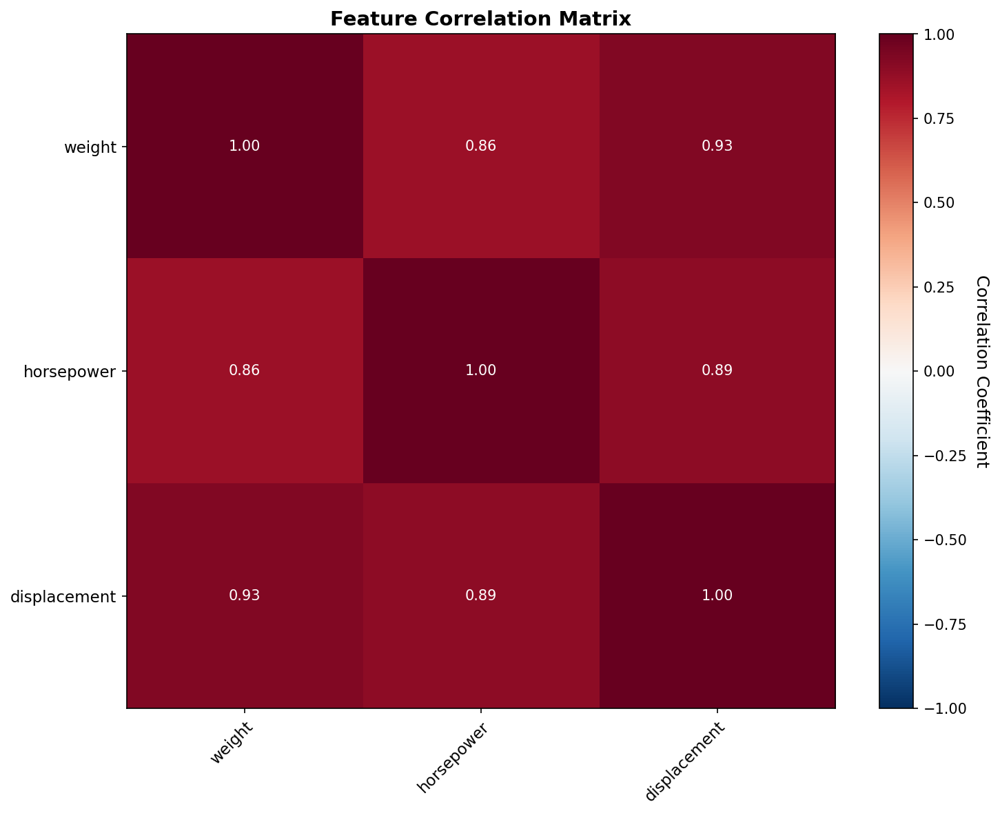 Feature Correlation Matrix
weight
1.00 0.86 0.93
horsepower
0.86 1.00 0.89
displacement
0.93 0.89 1.00
weight
horsepower
displacement
1.00
0.75
0.50
0.25
0.00
−0.25
−0.50
−0.75
−1.00
Correlation Coefficient